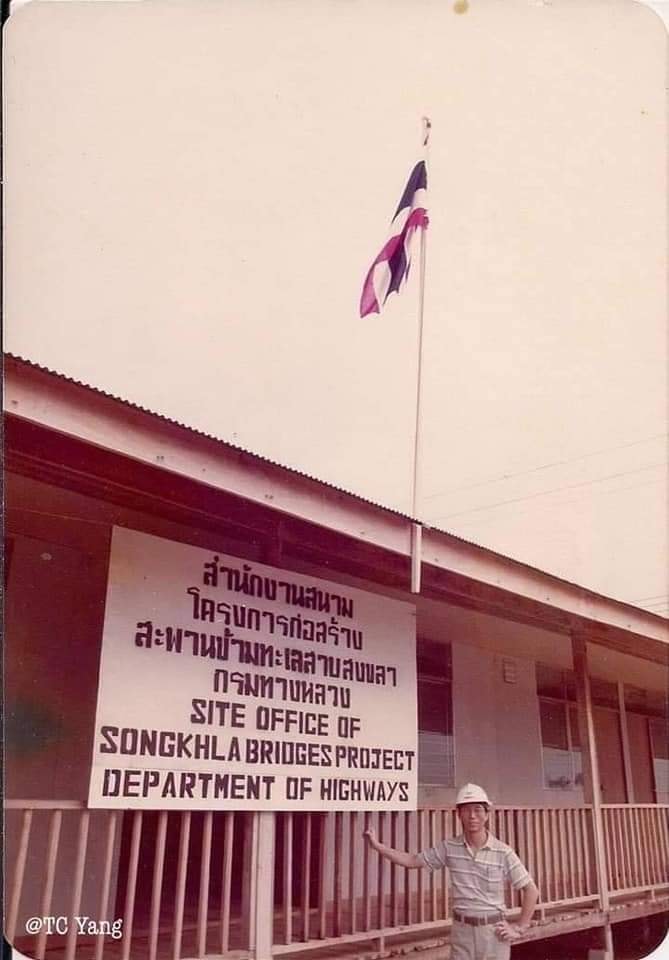 สำนักงานสนาม
โครงการก่อสร้าง
สะพานข้ามทะเลสาบสงขลา
กรมทางหลวง
SITE OFFICE OF
SONGKHLA BRIDGES PROJECT
DEPARTMENT OF HIGHWAYS
@TC Yang